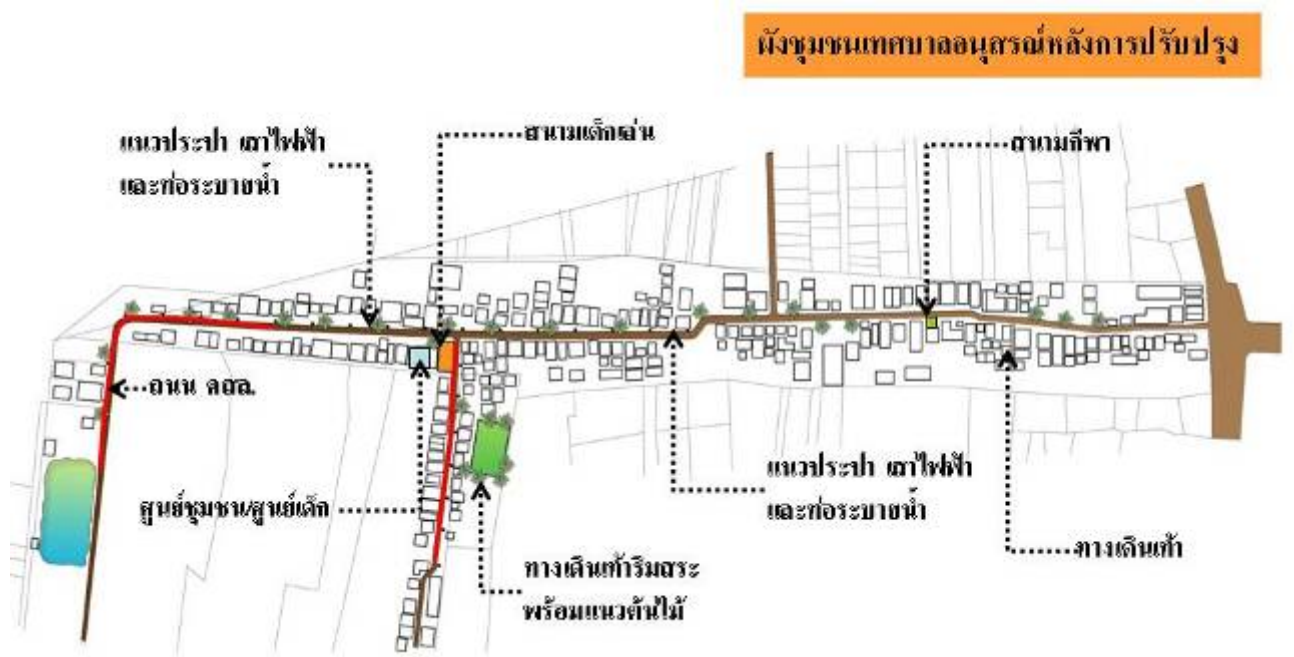 ผังชุมชนเทศบาลอนุสรณ์หลังการปรับปรุง
แนวประปา เสาไฟฟ้า
และท่อระบายน้ำ
สนามเด็กเล่น
สนามกีฬา
ถนน คสล.
ศูนย์ชุมชน/ศูนย์เด็ก
ทางเดินเท้าริมสระ
พร้อมแนวต้นไม้
แนวประปา เสาไฟฟ้า
และท่อระบายน้ำ
ทางเดินเท้า